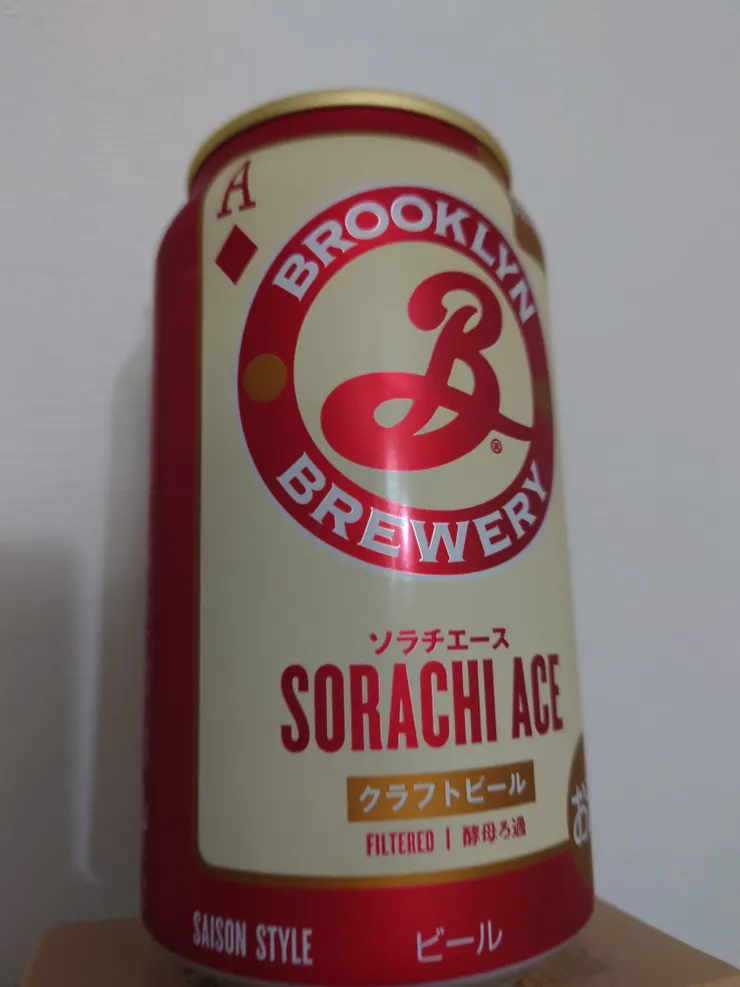 A
BROOKLYN
B
®
BREWERY
ソラチエース
SORACHI ACE
クラフトビール
FILTERED | 酵母ろ過
お
SAISON STYLE
ビール